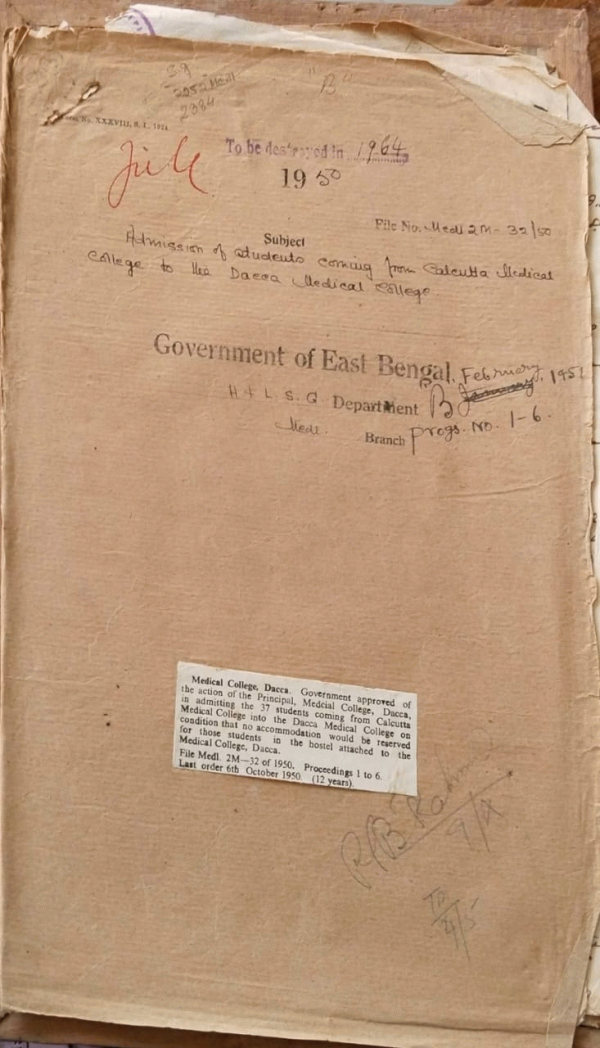 "B"
2384
No. XXXVIII, S. I., 1924
To be destroyed in 1964
1950
File No. Medl 2M - 32/50
Subject
Admission of students coming from Calcutta Medical
College to the Dacca Medical College.
Government of East Bengal, February, 1951
H & L. S. G. Department B January.
Medl. Branch progs. No. 1-6.
Medical College, Dacca. Government approved of
the action of the Principal, Medcial College, Dacca,
in admitting the 37 students coming from Calcutta
Medical College into the Dacca Medical College on
condition that no accommodation would be reserved
for those students in the hostel attached to the
Medical College, Dacca.
File Medl. 2M—32 of 1950. Proceedings 1 to 6.
Last order 6th October 1950. (12 years).
Rahman